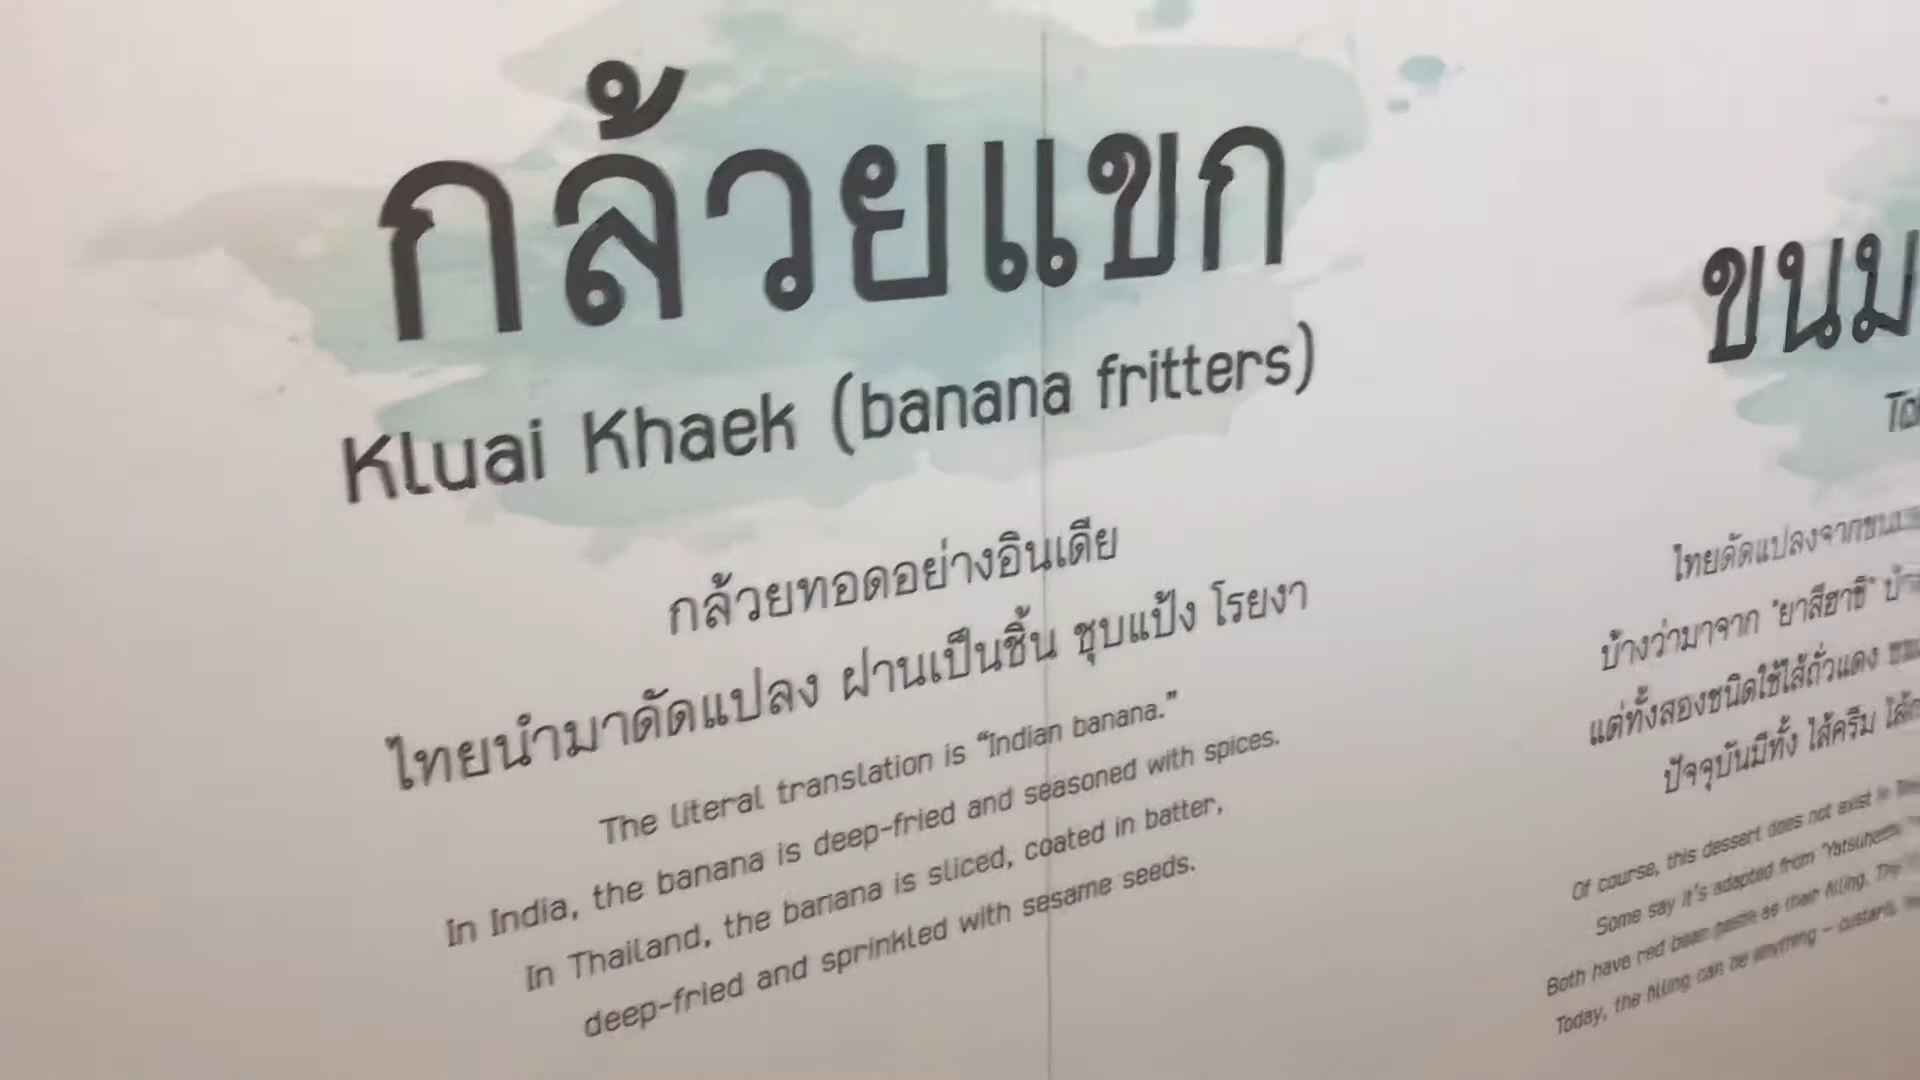 กล้วยแขก
Kluai Khaek (banana fritters)
กล้วยทอดอย่างอินเดีย
ไทยนำมาดัดแปลง ฝานเป็นชิ้น ชุบแป้ง โรยงา
The literal translation is “Indian banana.”
In India, the banana is deep-fried and seasoned with spices.
In Thailand, the banana is sliced, coated in batter,
deep-fried and sprinkled with sesame seeds.
ขนม
ไทยดัดแปลงจากขนม
บ้างว่ามาจาก "ยาสึฮาชิ"
แต่ทั้งสองชนิดใช้ไส้ถั่วแดง
ปัจจุบันมีทั้ง ไส้ครีม
Of course, this dessert does not exist in
Some say it's adapted from
Both have red bean paste as their filling. The
Today, the filling can be anything – custard,